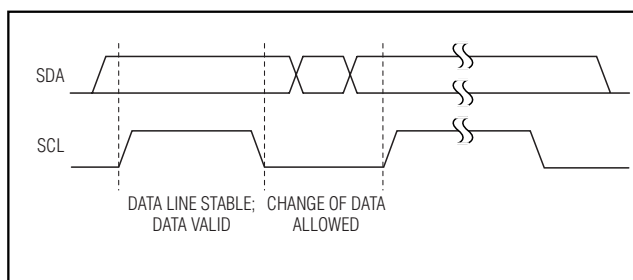 SDA
SCL
DATA LINE STABLE;
DATA VALID
CHANGE OF DATA
ALLOWED